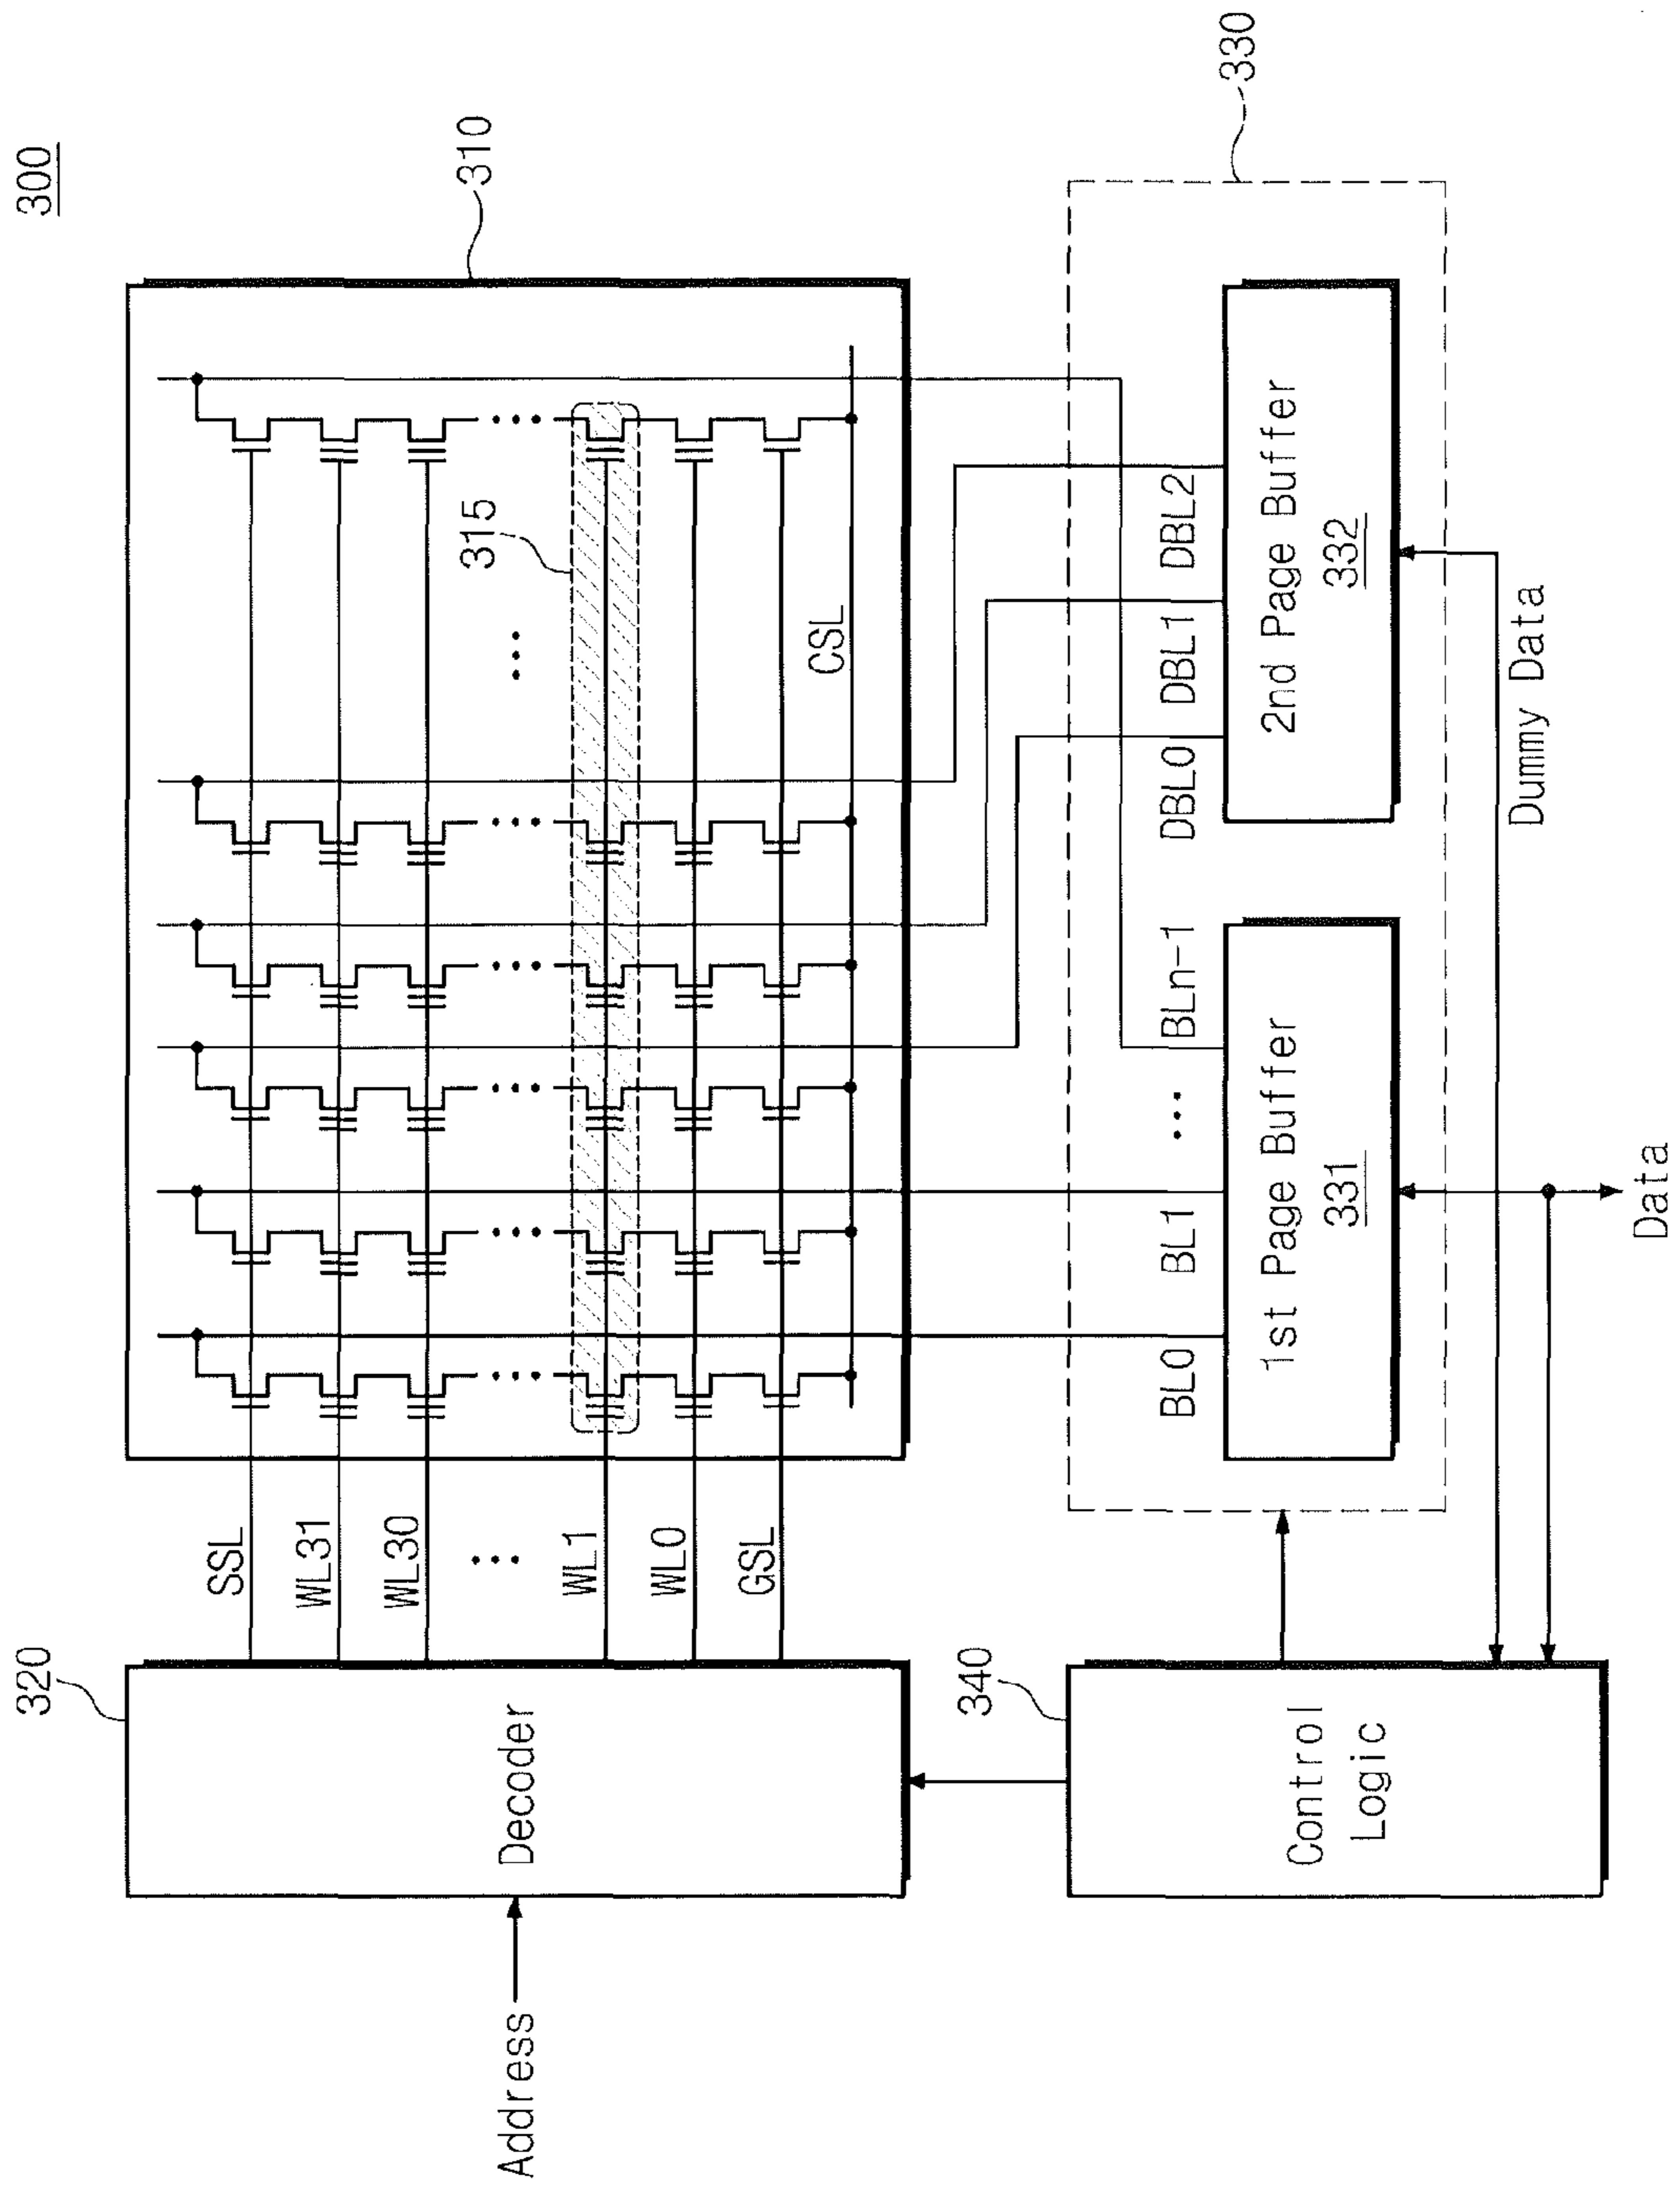 300
310
320
SSL
WL31
WL30
...
WL1
WL0
GSL
315
...
CSL
Address
Decoder
340
Control
Logic
330
BL0
BL1
...
BLn-1
DBL0
DBL1
DBL2
1st Page Buffer
331
2nd Page Buffer
332
Dummy Data
Data